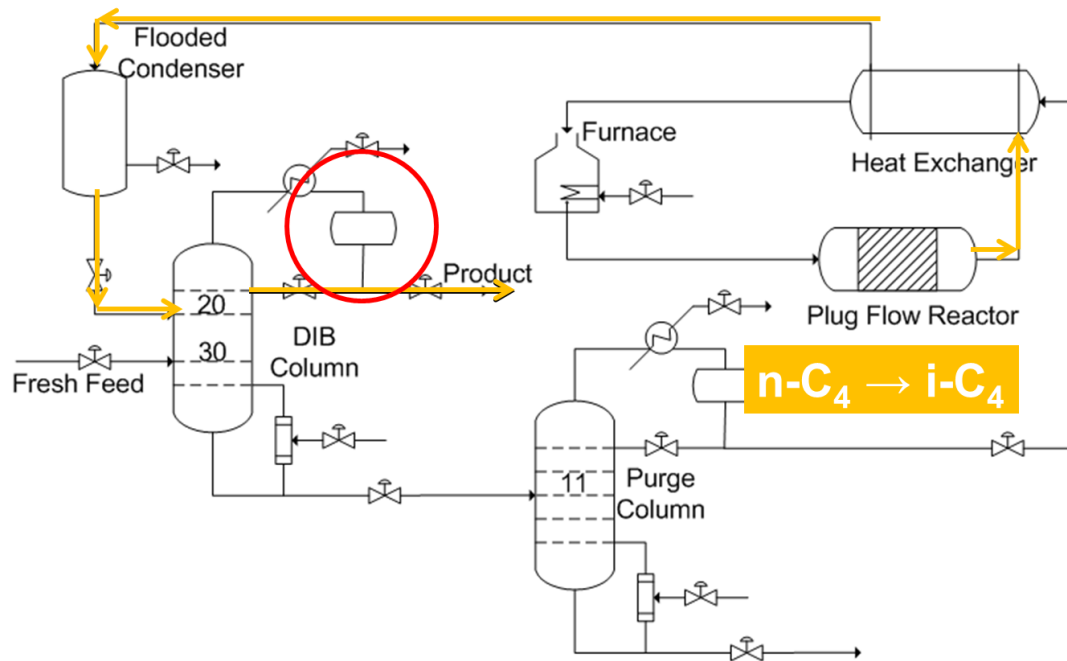 Flooded
Condenser
Furnace
Heat Exchanger
Product
20
Plug Flow Reactor
DIB
Column
30
Fresh Feed
n-C₄ → i-C₄
11
Purge
Column